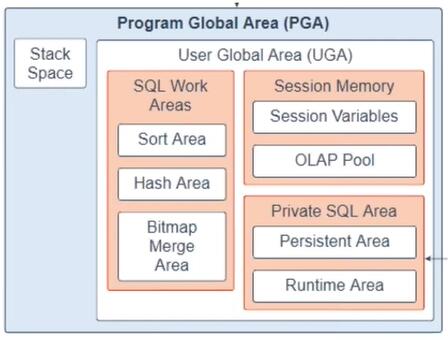 Program Global Area (PGA)
Stack
Space
User Global Area (UGA)
SQL Work
Areas
Sort Area
Hash Area
Bitmap
Merge
Area
Session Memory
Session Variables
OLAP Pool
Private SQL Area
Persistent Area
Runtime Area